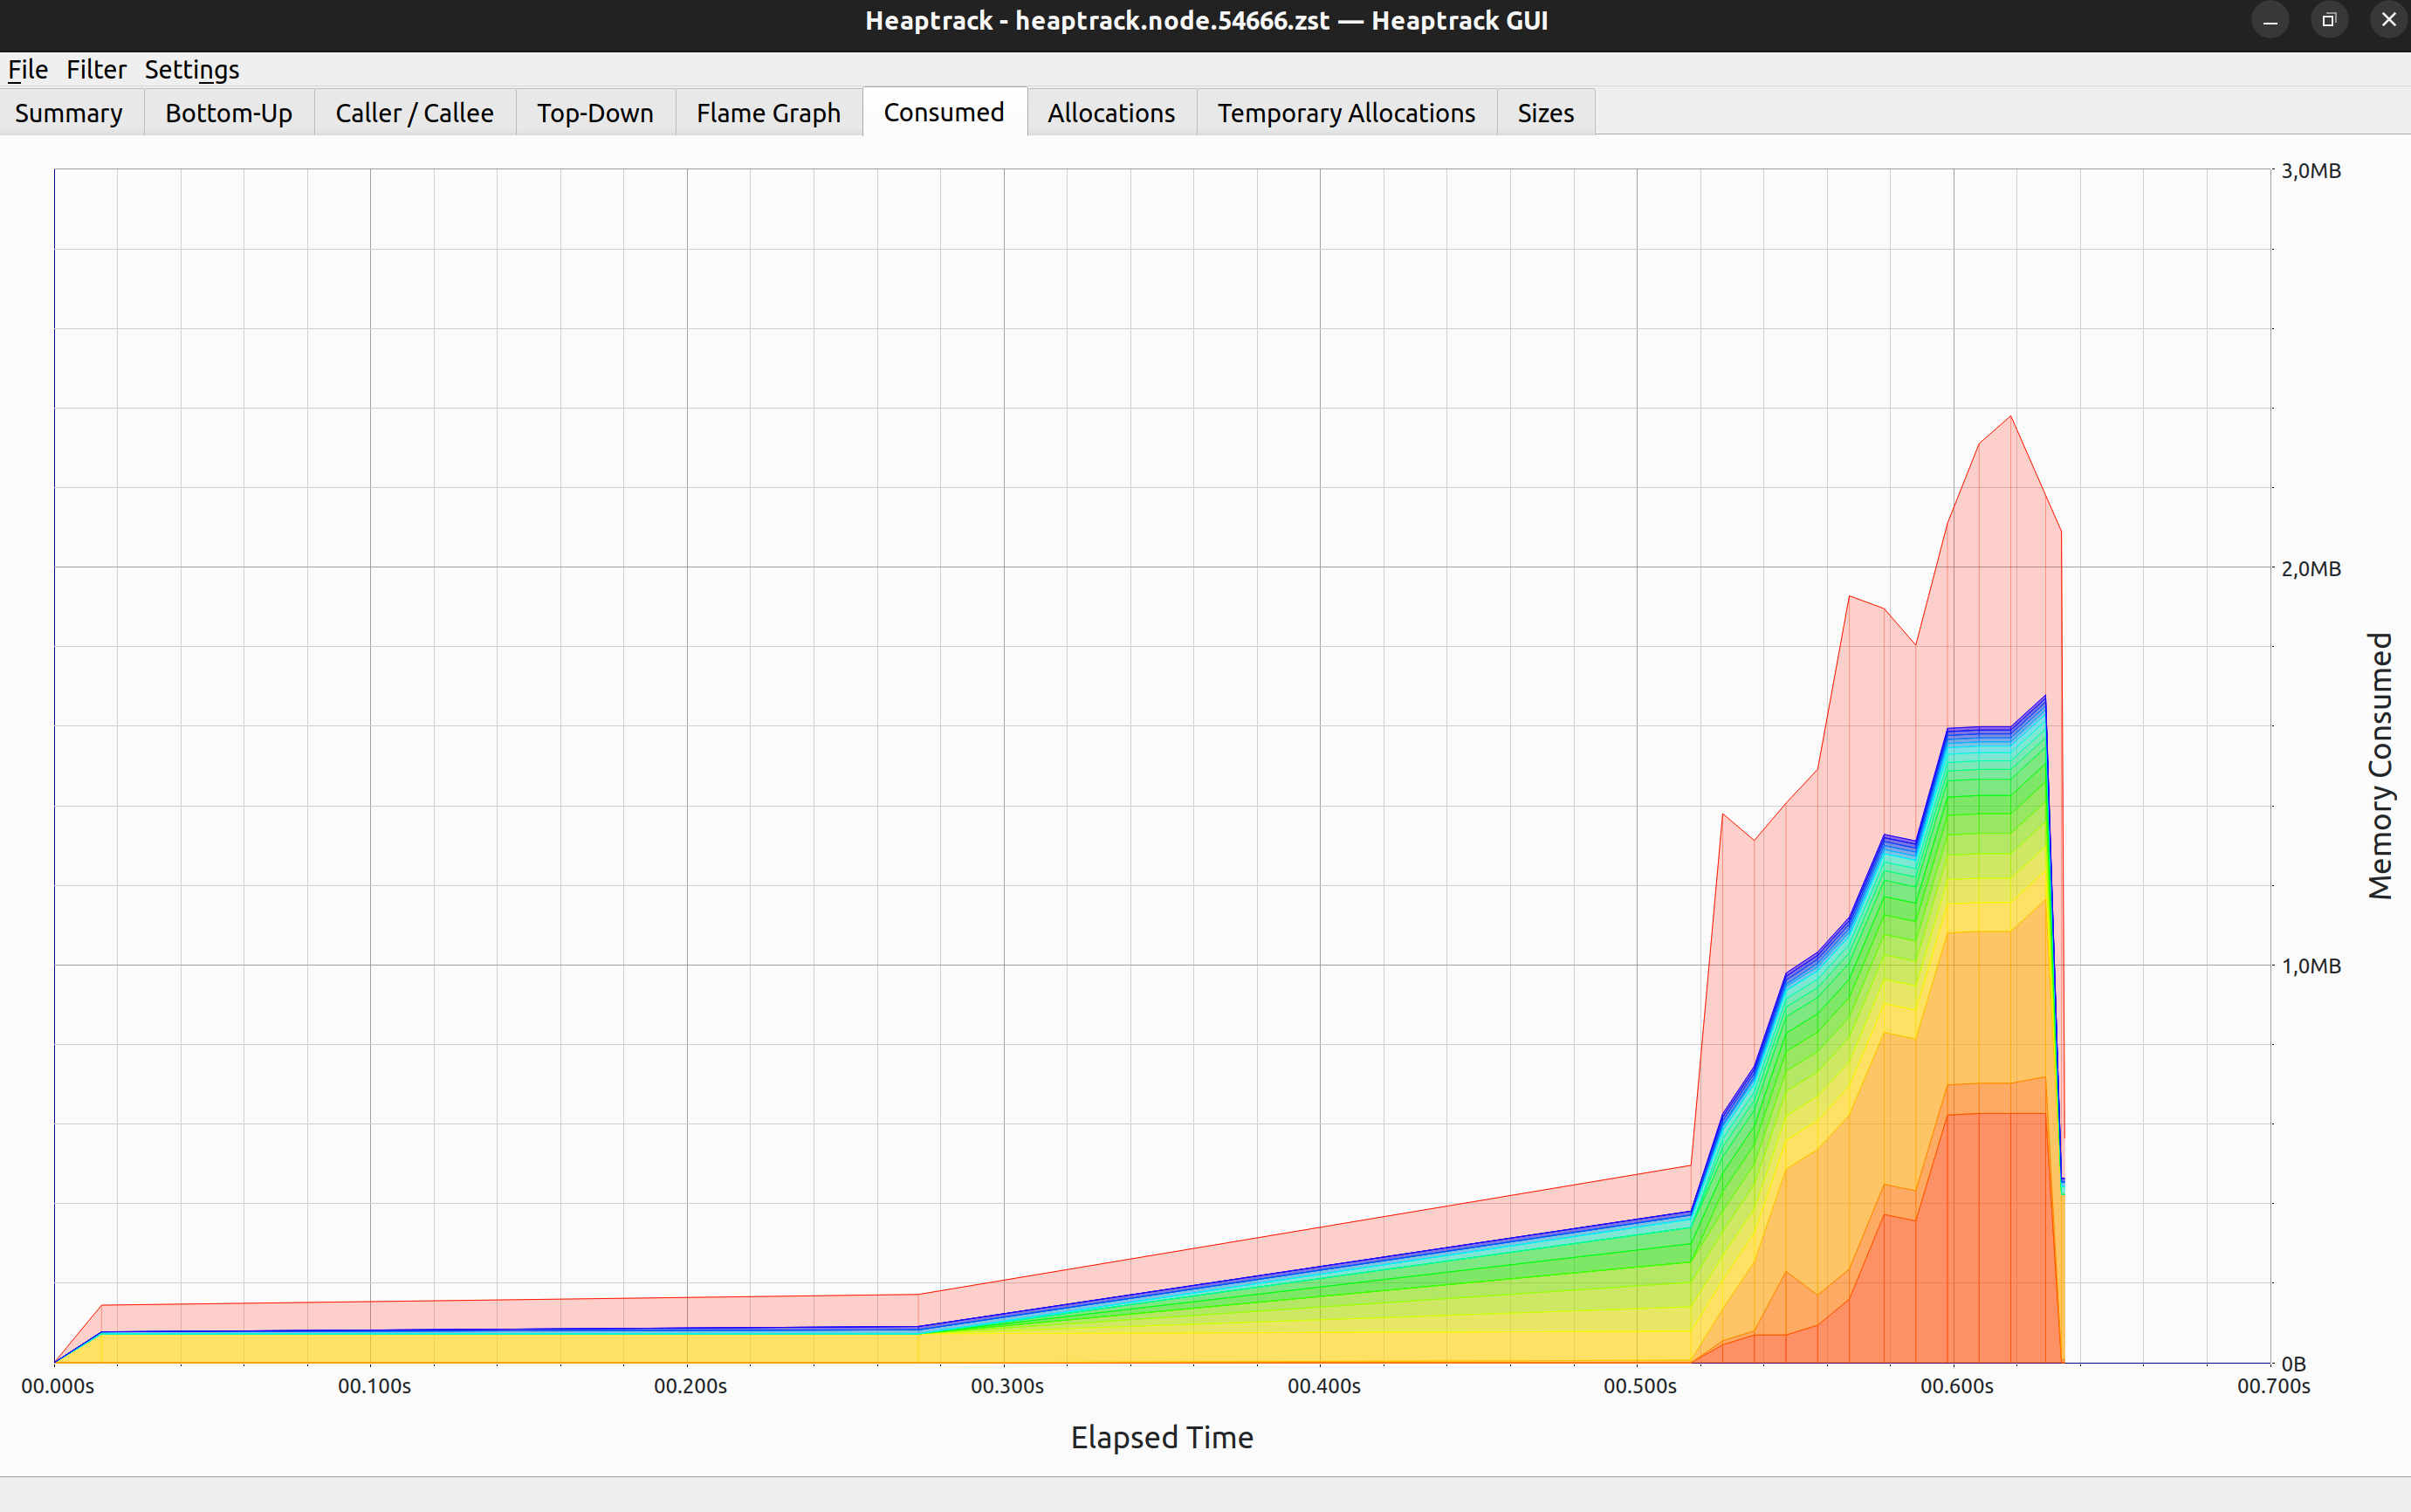 Heaptrack - heaptrack.node.54666.zst — Heaptrack GUI
File Filter Settings
Summary Bottom-Up Caller / Callee Top-Down Flame Graph Consumed Allocations Temporary Allocations Sizes
3,0MB
2,0MB
1,0MB
0B
Memory Consumed
00.000s 00.100s 00.200s 00.300s 00.400s 00.500s 00.600s 00.700s
Elapsed Time